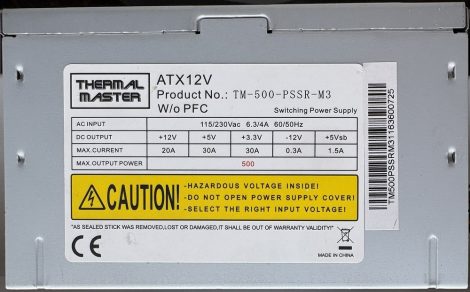 THERMAL MASTER
ATX12V
Product No.: TM-500-PSSR-M3
W/o PFC
Switching Power Supply
AC INPUT 115/230Vac 6.3/4A 60/50Hz
DC OUTPUT +12V +5V +3.3V -12V +5Vsb
MAX.CURRENT 20A 30A 30A 0.3A 1.5A
MAX.OUTPUT POWER 500
CAUTION!
-HAZARDOUS VOLTAGE INSIDE!
-DO NOT OPEN POWER SUPPLY COVER!
-SELECT THE RIGHT INPUT VOLTAGE!
"AS SEALED STICK WAS REMOVED,LOST OR DAMAGED,IT SHALL BE OUT OF WARRANTY VALIDITY!"
CE
MADE IN CHINA
TM500PSSRM31163600725